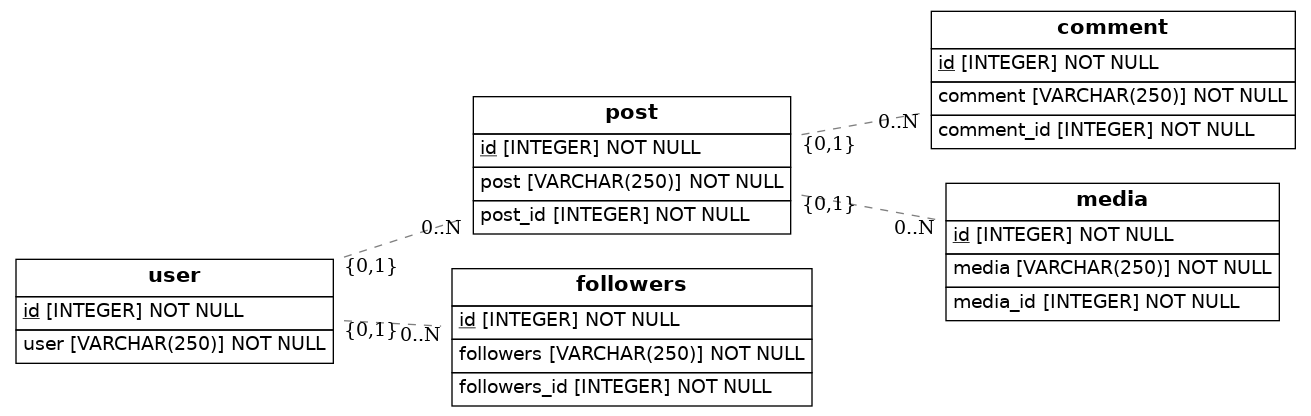 comment
id [INTEGER] NOT NULL
comment [VARCHAR(250)] NOT NULL
comment_id [INTEGER] NOT NULL
post
id [INTEGER] NOT NULL
post [VARCHAR(250)] NOT NULL
post_id [INTEGER] NOT NULL
0..N
{0,1}
{0,1}
0..N
media
id [INTEGER] NOT NULL
media [VARCHAR(250)] NOT NULL
media_id [INTEGER] NOT NULL
0..N
{0,1}
user
id [INTEGER] NOT NULL
user [VARCHAR(250)] NOT NULL
{0,1}
0..N
followers
id [INTEGER] NOT NULL
followers [VARCHAR(250)] NOT NULL
followers_id [INTEGER] NOT NULL